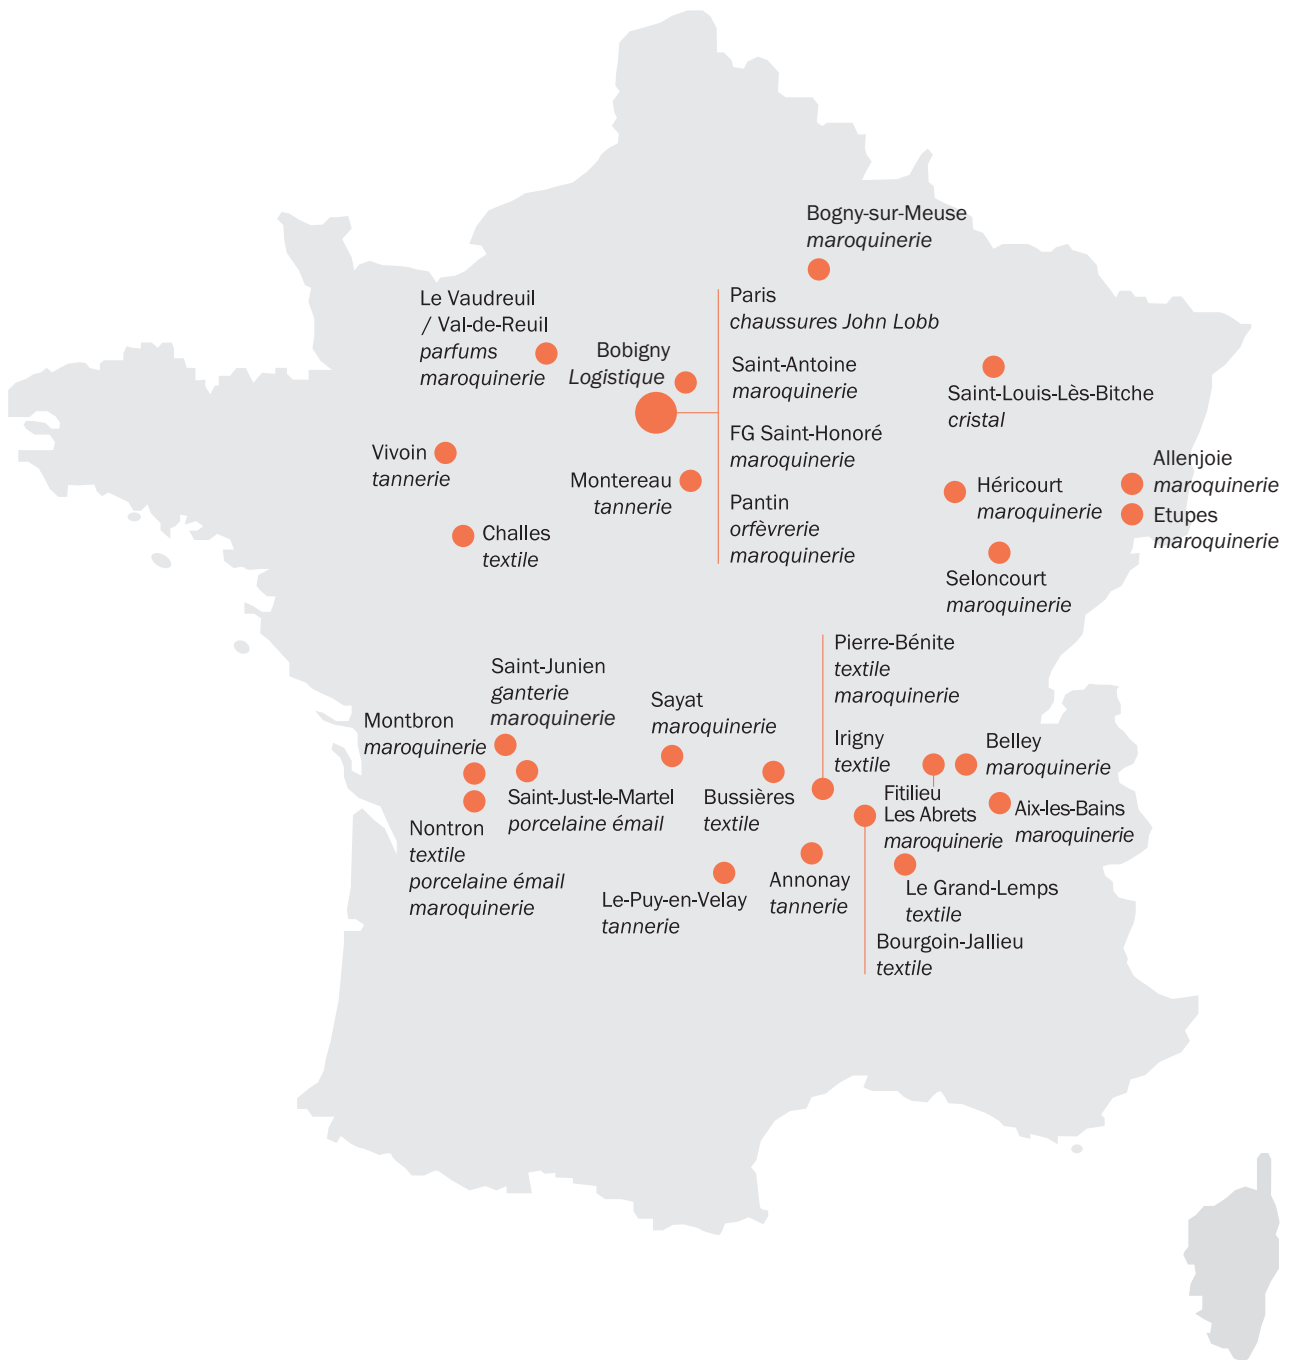 Bogny-sur-Meuse
maroquinerie
Le Vaudreuil
/ Val-de-Reuil
parfums
maroquinerie
Bobigny
Logistique
Paris
chaussures John Lobb
Saint-Antoine
maroquinerie
FG Saint-Honoré
maroquinerie
Pantin
orfèvrerie
maroquinerie
Saint-Louis-Lès-Bitche
cristal
Vivoin
tannerie
Montereau
tannerie
Héricourt
maroquinerie
Allenjoie
maroquinerie
Etupes
maroquinerie
Challes
textile
Seloncourt
maroquinerie
Pierre-Bénite
textile
maroquinerie
Irigny
textile
Saint-Junien
ganterie
maroquinerie
Montbron
maroquinerie
Sayat
maroquinerie
Belley
maroquinerie
Saint-Just-le-Martel
porcelaine émail
Bussières
textile
Fitilieu
Les Abrets
maroquinerie
Aix-les-Bains
maroquinerie
Nontron
textile
porcelaine émail
maroquinerie
Le-Puy-en-Velay
tannerie
Annonay
tannerie
Le Grand-Lemps
textile
Bourgoin-Jallieu
textile